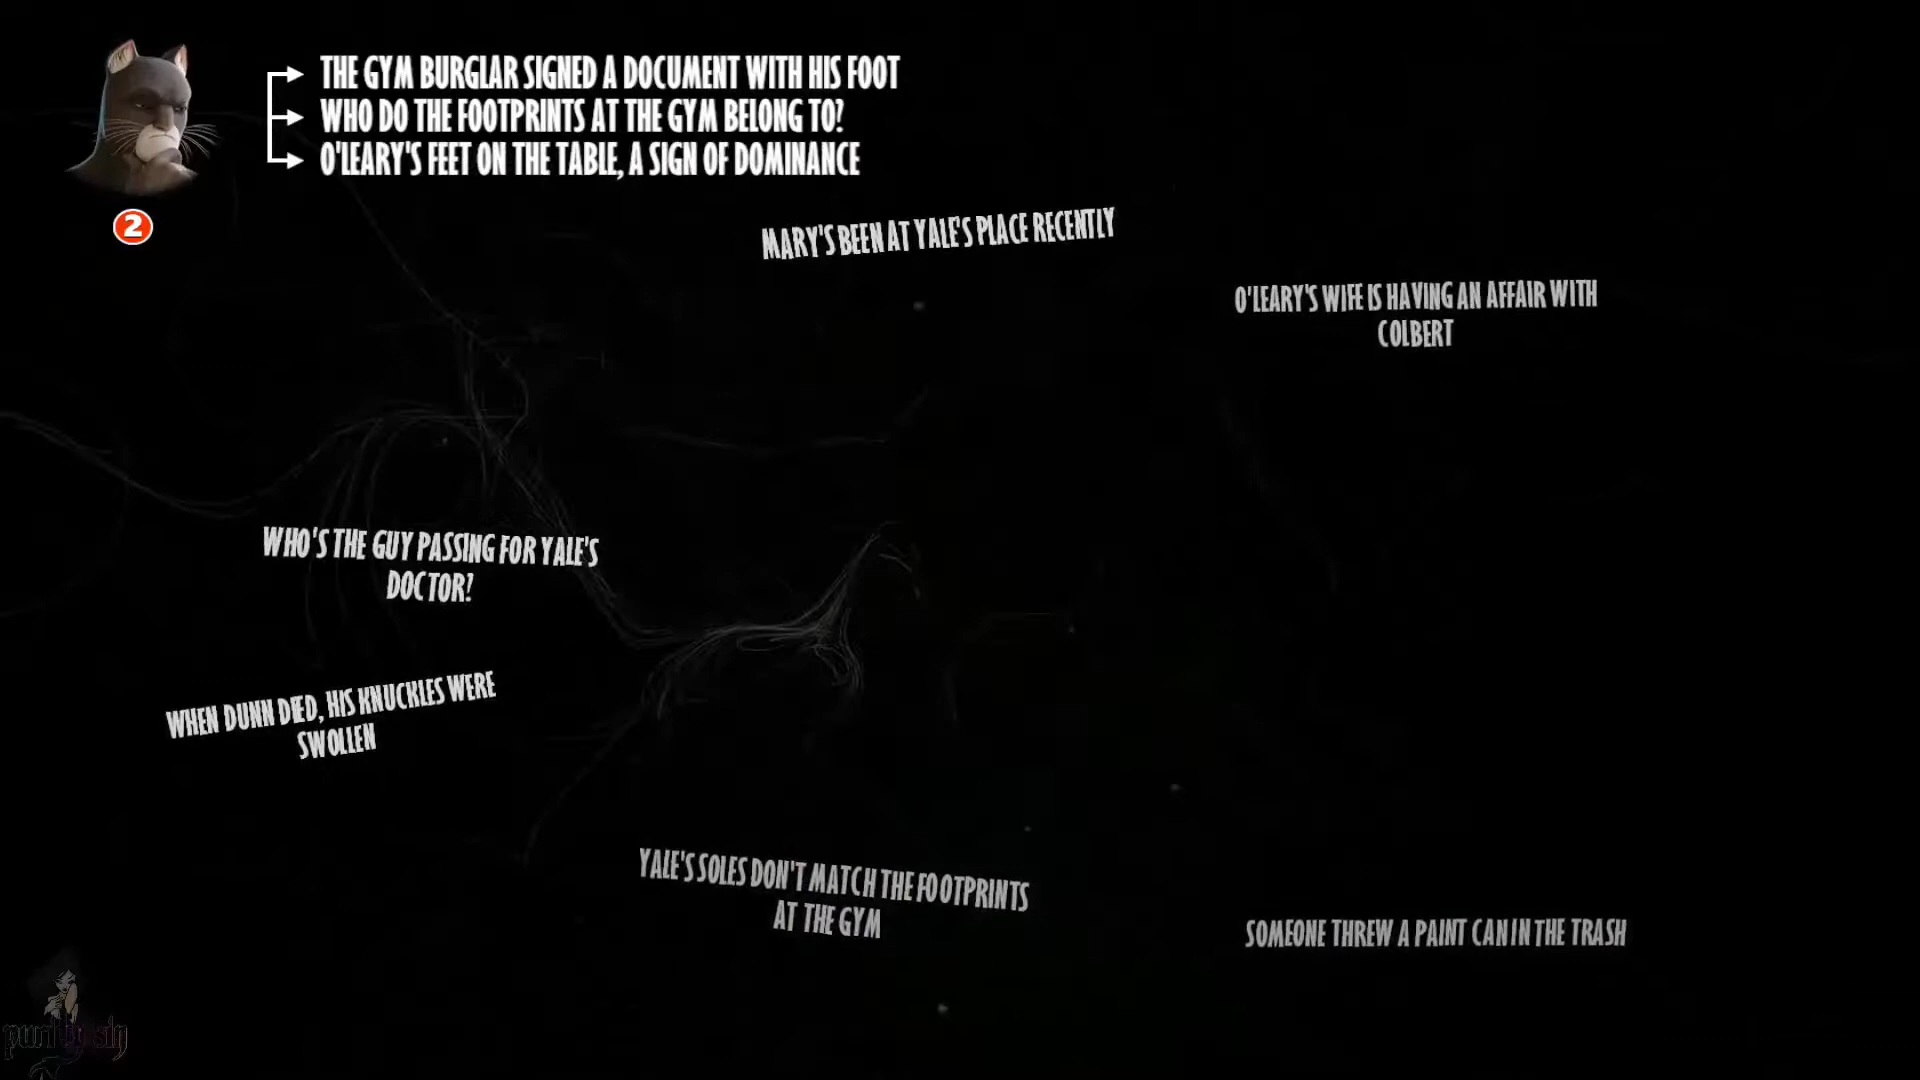 THE GYM BURGLAR SIGNED A DOCUMENT WITH HIS FOOT
WHO DO THE FOOTPRINTS AT THE GYM BELONG TO?
O'LEARY'S FEET ON THE TABLE, A SIGN OF DOMINANCE
2
MARY'S BEEN AT YALE'S PLACE RECENTLY
O'LEARY'S WIFE IS HAVING AN AFFAIR WITH
COLBERT
WHO'S THE GUY PASSING FOR YALE'S
DOCTOR?
WHEN DUNN DIED, HIS KNUCKLES WERE
SWOLLEN
YALE'S SOLES DON'T MATCH THE FOOTPRINTS
AT THE GYM
SOMEONE THREW A PAINT CAN IN THE TRASH